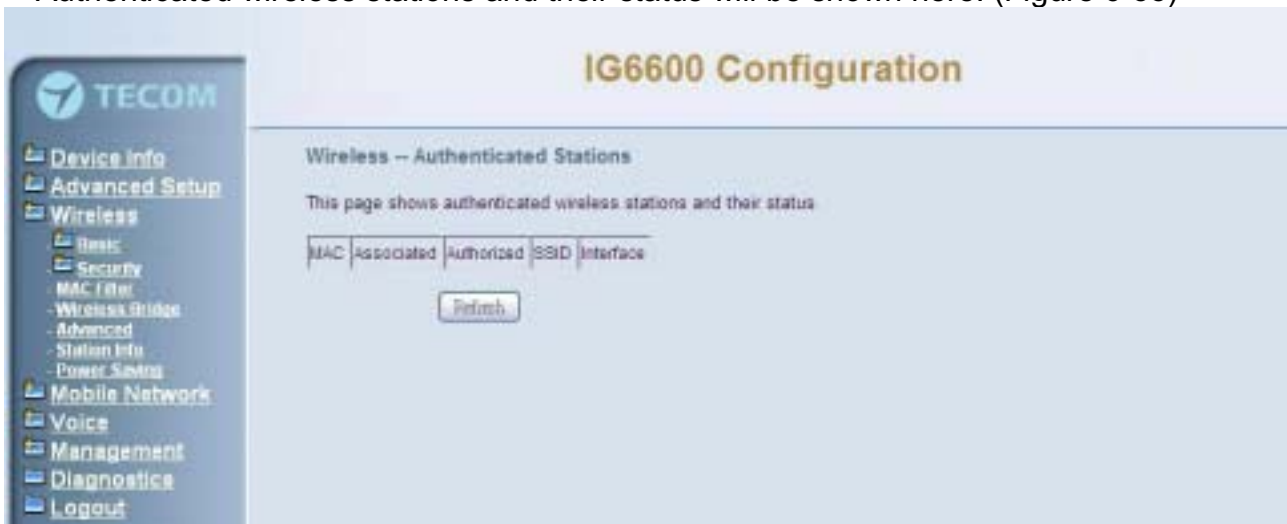 Authenticated wireless stations and their status will be shown here. (Figure
IG6600 Configuration
TECOM
Device Info
Advanced Setup
Wireless
Basic
Security
MAC Filter
- Wireless Bridge
- Advanced
- Station Info
- Power Saving
Mobile Network
Voice
Management
Diagnostics
Logout
Wireless -- Authenticated Stations
This page shows authenticated wireless stations and their status
MAC Associated Authorized SSID Interface
Refresh